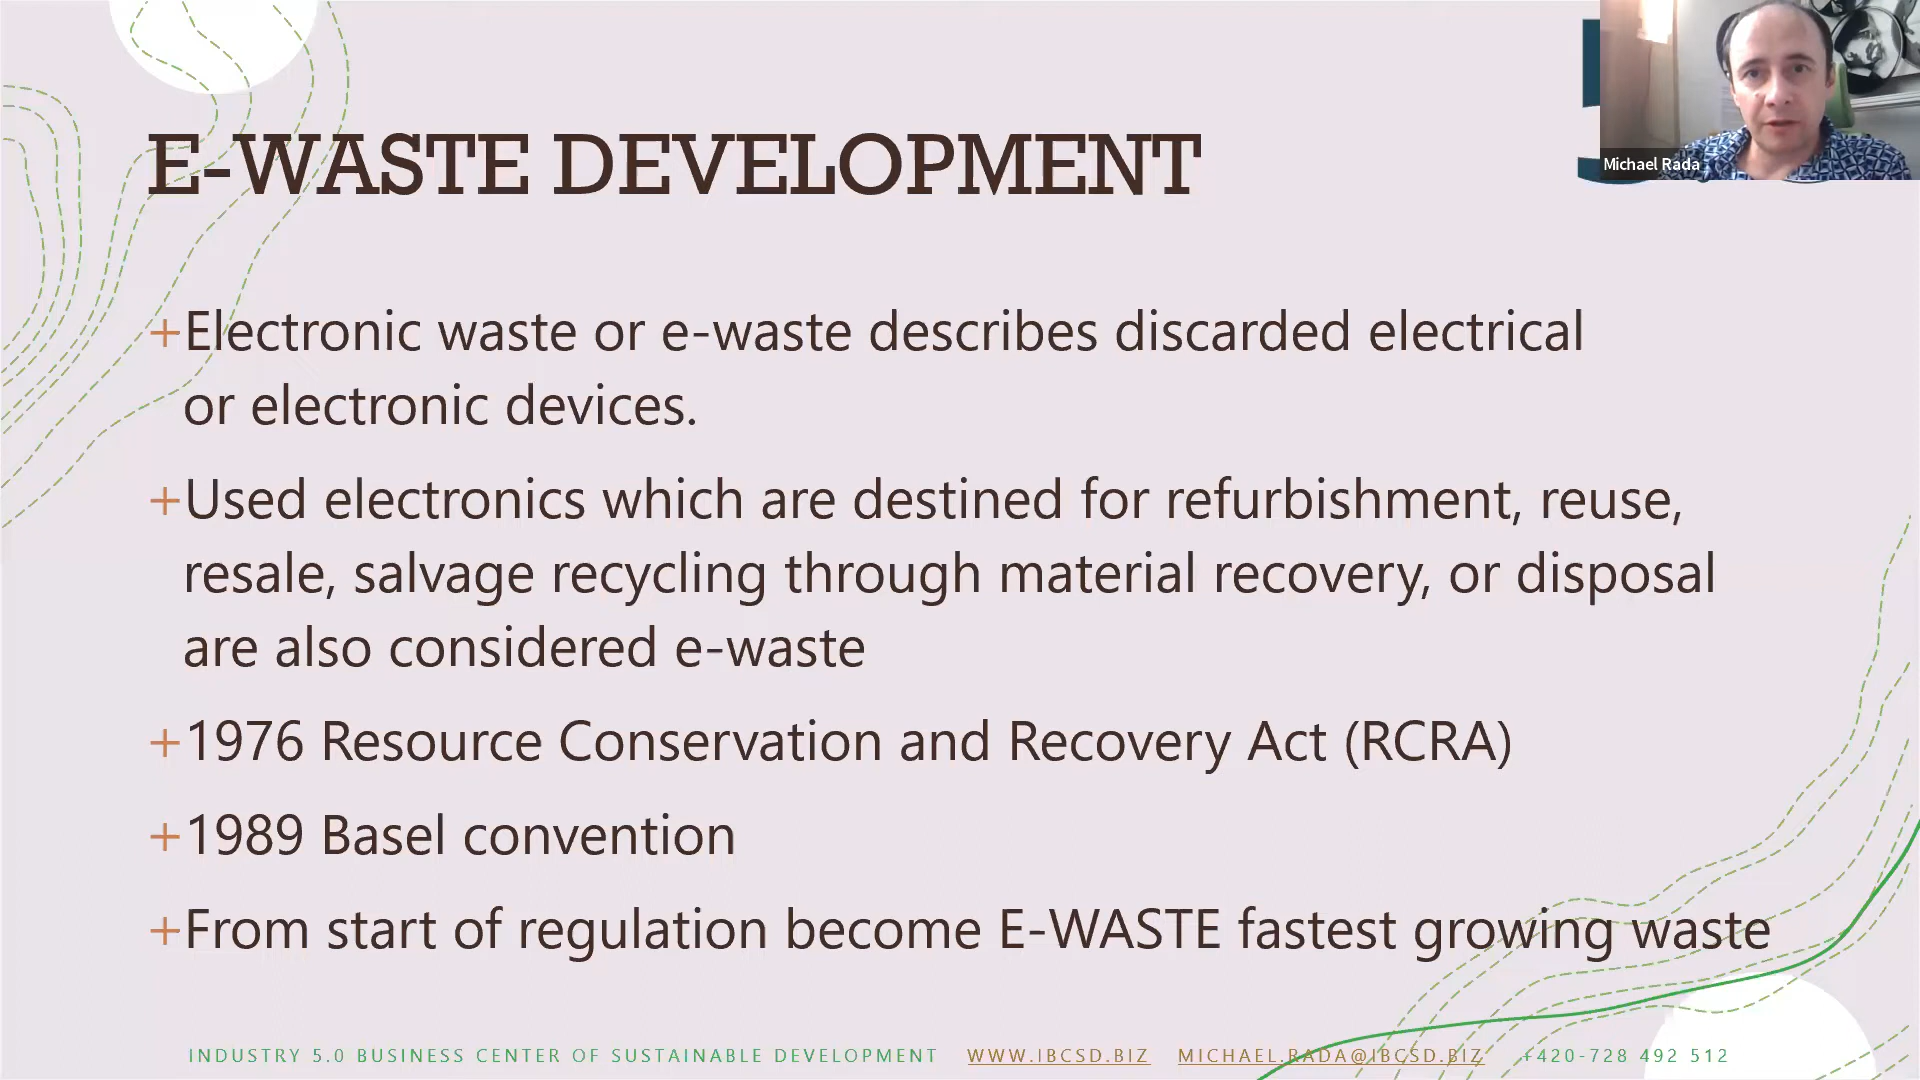 E-WASTE DEVELOPMENT
Michael Rada
+Electronic waste or e-waste describes discarded electrical
or electronic devices.
+Used electronics which are destined for refurbishment, reuse,
resale, salvage recycling through material recovery, or disposal
are also considered e-waste
+1976 Resource Conservation and Recovery Act (RCRA)
+1989 Basel convention
+From start of regulation become E-WASTE fastest growing waste
INDUSTRY 5.0 BUSINESS CENTER OF SUSTAINABLE DEVELOPMENT WWW.IBCSD.BIZ MICHAEL.RADA@IBCSD.BIZ +420-728 492 512